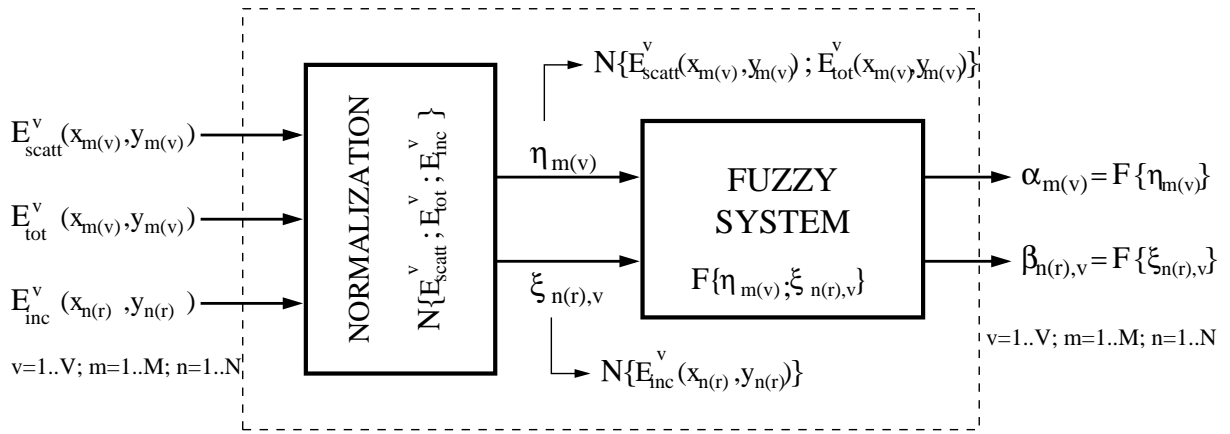 N{E^v_scatt(x_m(v),y_m(v)) ; E^v_tot(x_m(v),y_m(v))}
E^v_scatt(x_m(v),y_m(v))
E^v_tot (x_m(v),y_m(v))
E^v_inc (x_n(r) ,y_n(r) )
v=1..V; m=1..M; n=1..N
NORMALIZATION
N{E^v_scatt ; E^v_tot ; E^v_inc }
η_m(v)
ξ_n(r),v
N{E^v_inc (x_n(r) ,y_n(r))}
FUZZY
SYSTEM
F{η_m(v) ;ξ_n(r),v}
α_m(v) = F{η_m(v)}
β_n(r),v = F{ξ_n(r),v}
v=1..V; m=1..M; n=1..N